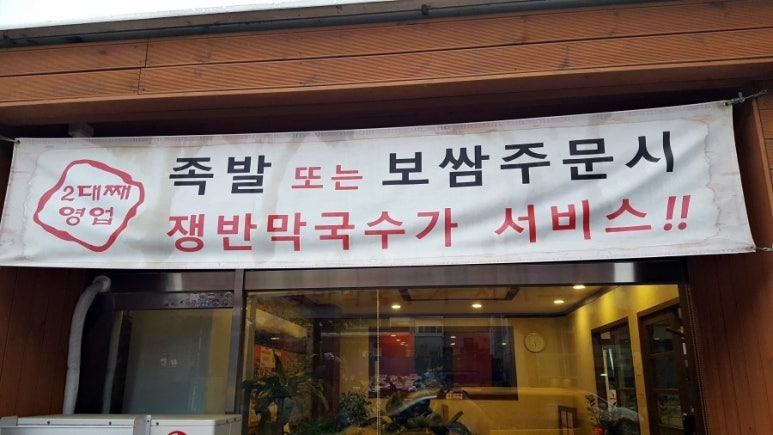 2대째
영업
족발 또는 보쌈주문시
쟁반막국수가 서비스!!